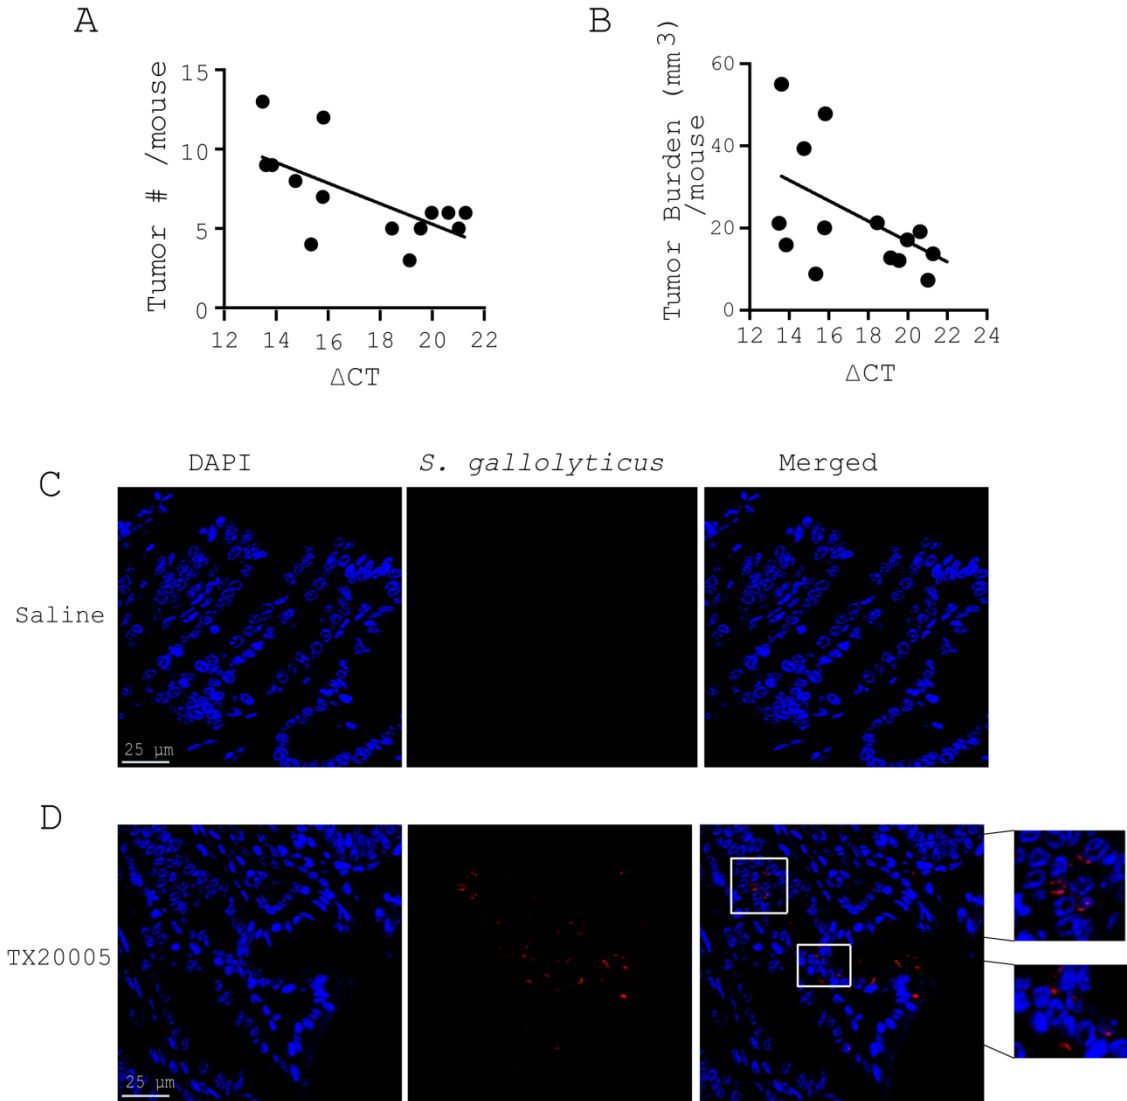 A
B
Tumor # /mouse
15
10
5
0
12 14 16 18 20 22
ΔCT
Tumor Burden (mm3)
/mouse
60
40
20
0
12 14 16 18 20 22 24
ΔCT
DAPI S. gallolyticus Merged
C
Saline
25 µm
D
TX20005
25 µm